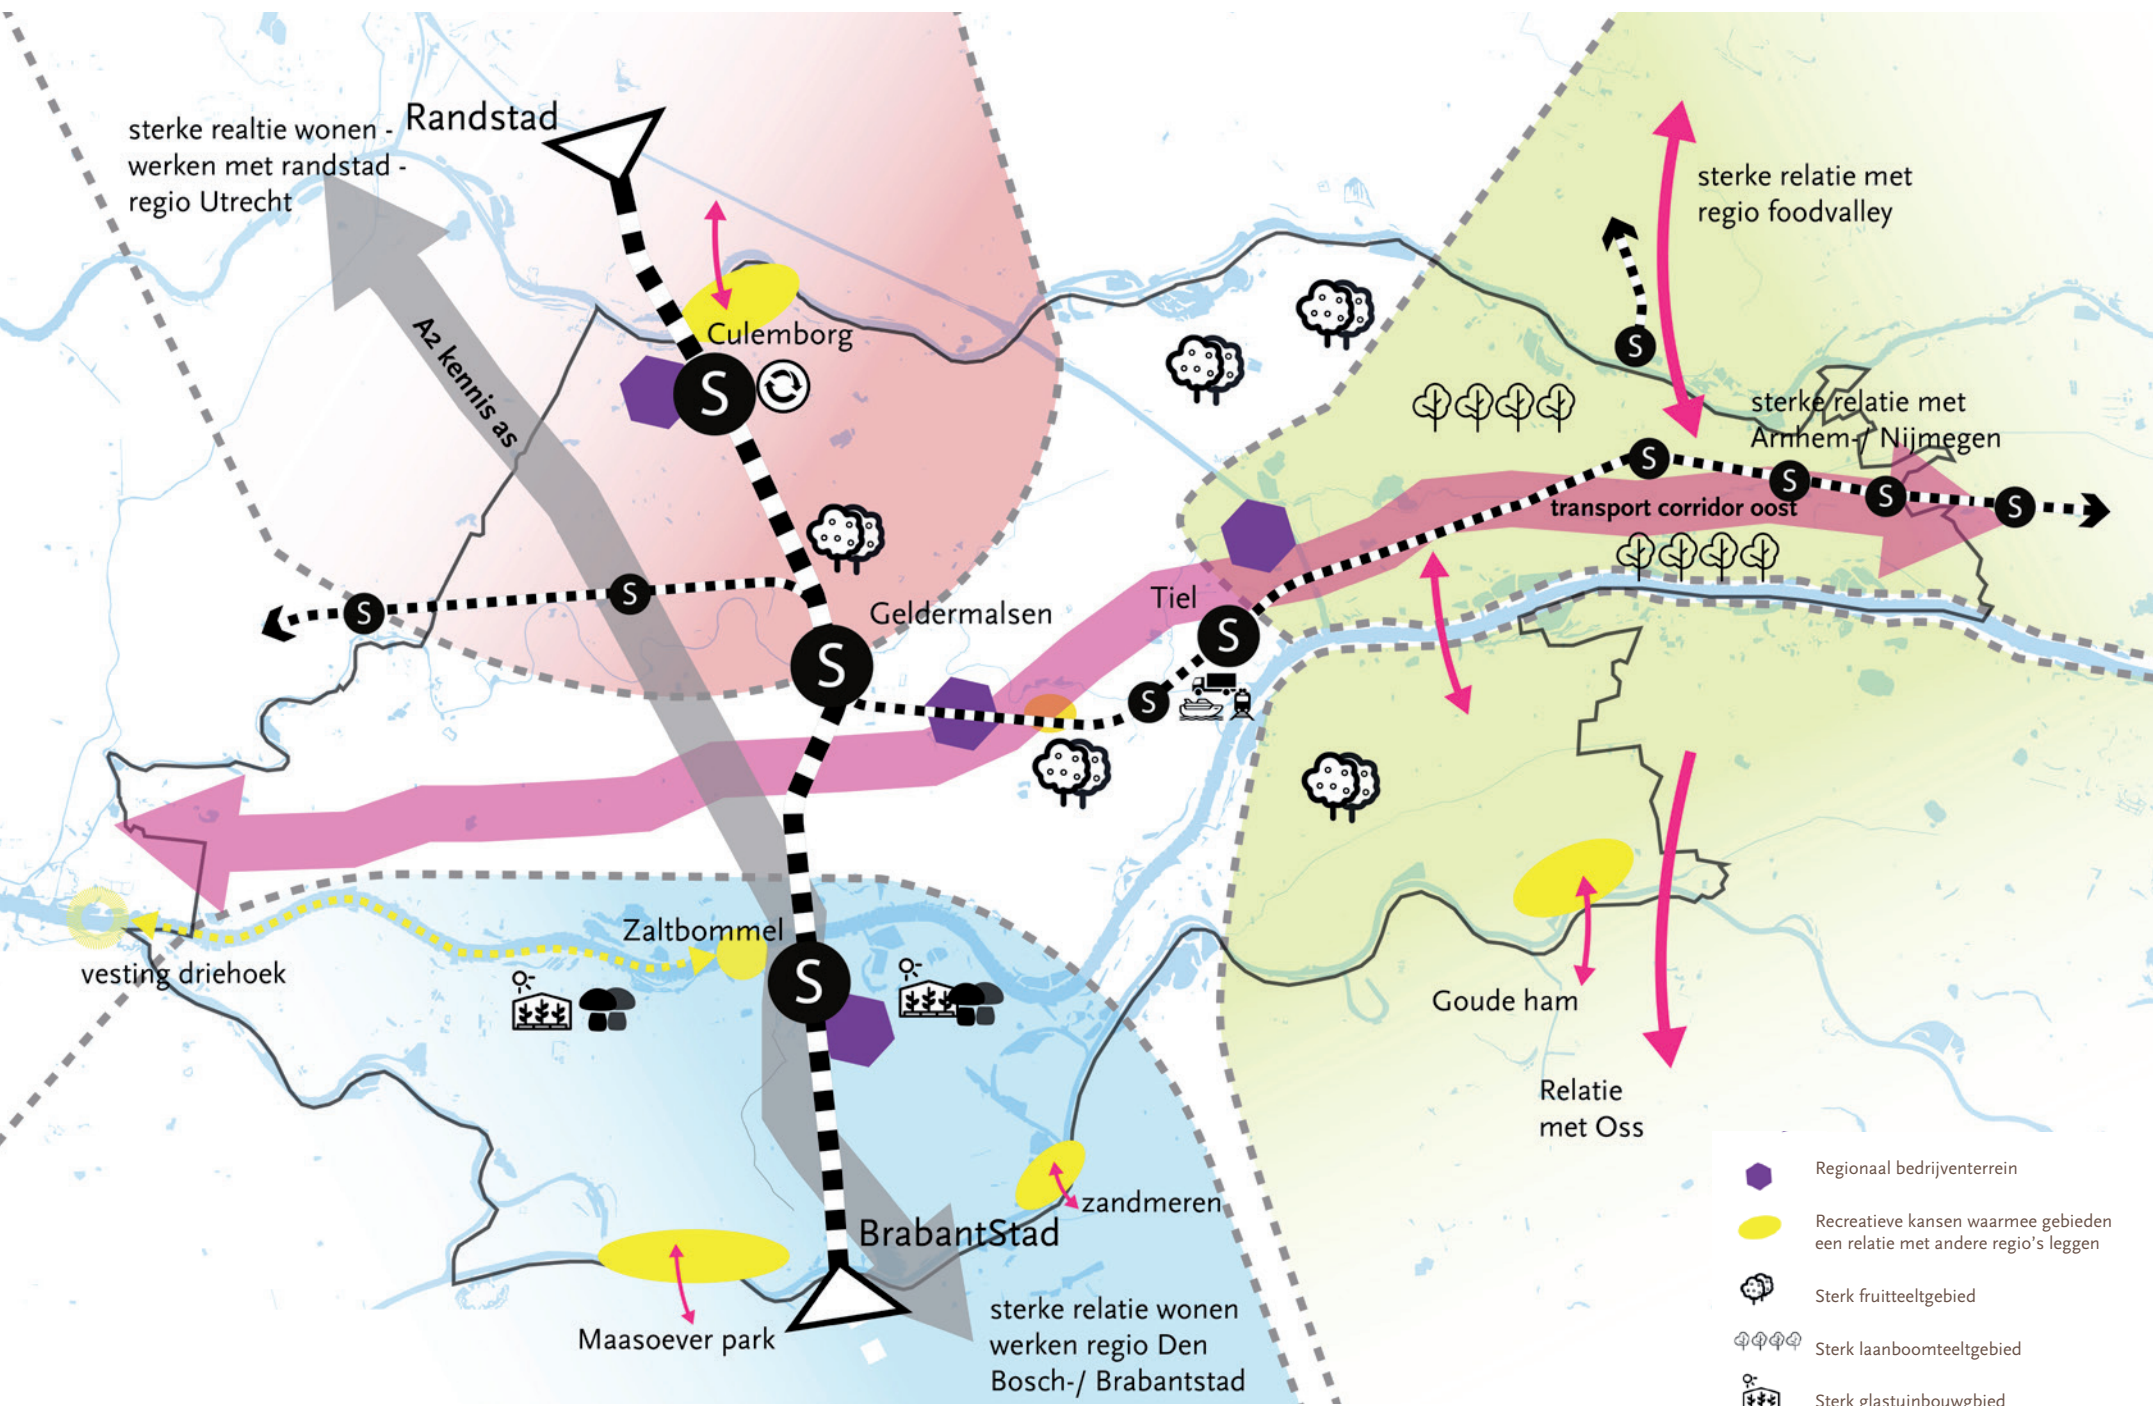 Randstad
sterke realtie wonen -
werken met randstad -
regio Utrecht
sterke relatie met
regio foodvalley
A2 kennis as
Culemborg
S
S
sterke relatie met
Arnhem-/ Nijmegen
S
S
S
S
transport corridor oost
S
S
Geldermalsen
Tiel
S
S
S
Zaltbommel
vesting driehoek
S
Goude ham
Relatie
met Oss
zandmeren
BrabantStad
Maasoever park
sterke relatie wonen
werken regio Den
Bosch-/ Brabantstad
Regionaal bedrijventerrein
Recreatieve kansen waarmee gebieden
een relatie met andere regio's leggen
Sterk fruitteeltgebied
Sterk laanboomteeltgebied
Sterk glastuinbouwgbied